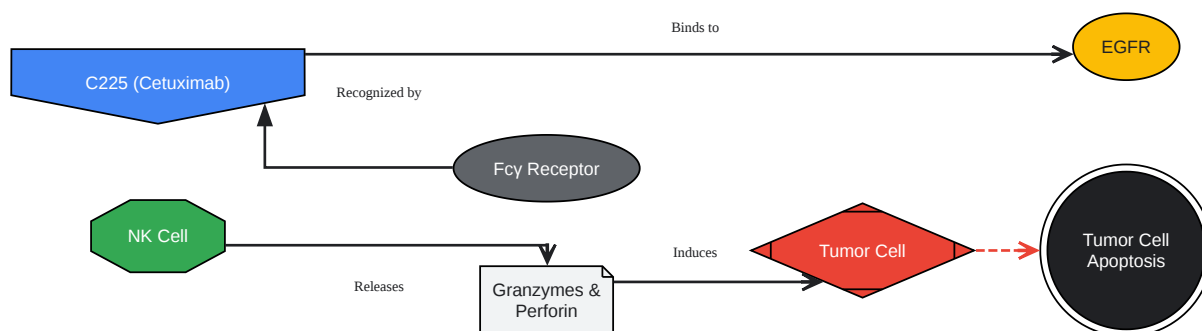 Binds to
EGFR
C225 (Cetuximab)
Recognized by
Fcγ Receptor
NK Cell
Releases
Granzymes &
Perforin
Induces
Tumor Cell
Tumor Cell
Apoptosis